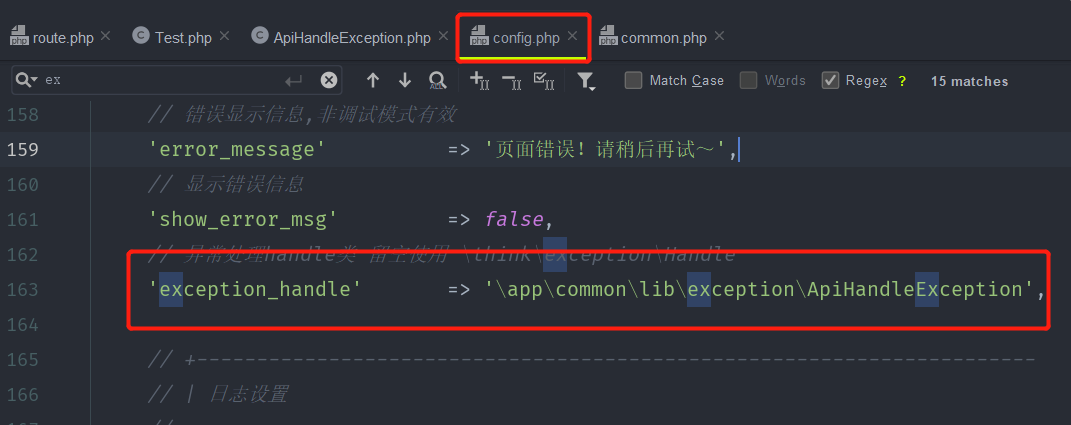 route.php Test.php ApiHandleException.php config.php common.php
ex Match Case Words Regex ? 15 matches
158 // 错误显示信息,非调试模式有效
159 'error_message' => '页面错误！请稍后再试～',
160 // 显示错误信息
161 'show_error_msg' => false,
162 // 异常处理handle类 留空使用 \think\exception\Handle
163 'exception_handle' => '\app\common\lib\exception\ApiHandleException',
164
165 // +----------------------------------------------------------------------
166 // | 日志设置